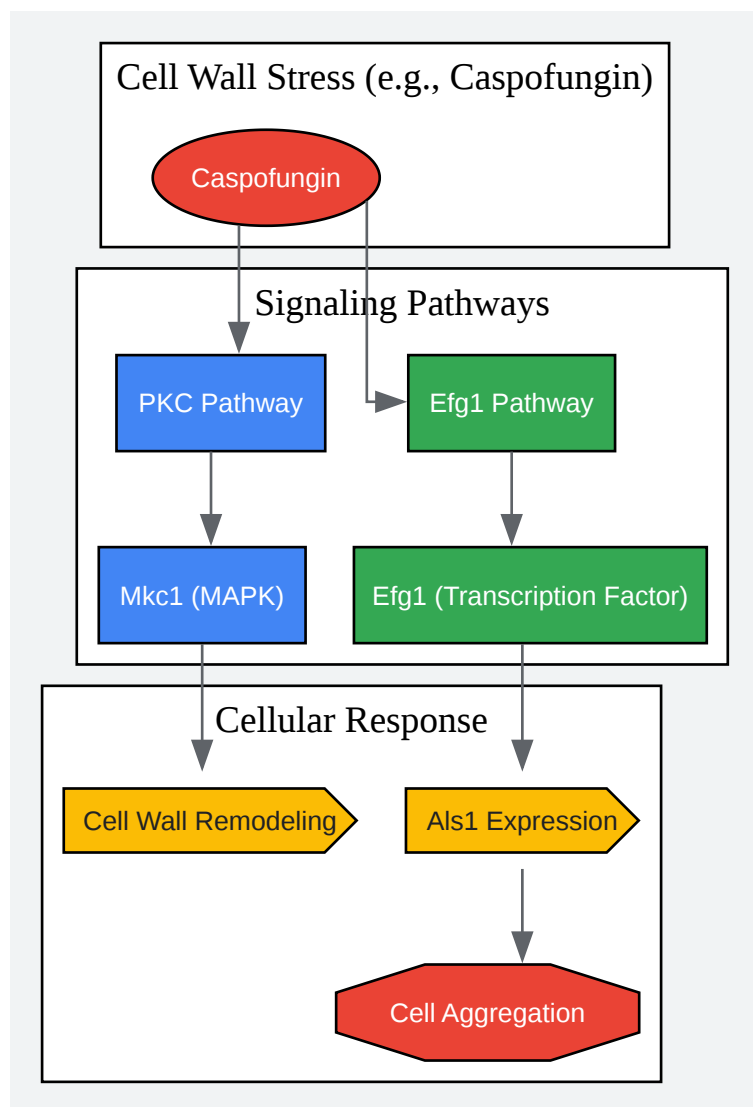 Cell Wall Stress (e.g., Caspofungin)
Caspofungin
Signaling Pathways
PKC Pathway
Efg1 Pathway
Mkc1 (MAPK)
Efg1 (Transcription Factor)
Cellular Response
Cell Wall Remodeling
Als1 Expression
Cell Aggregation